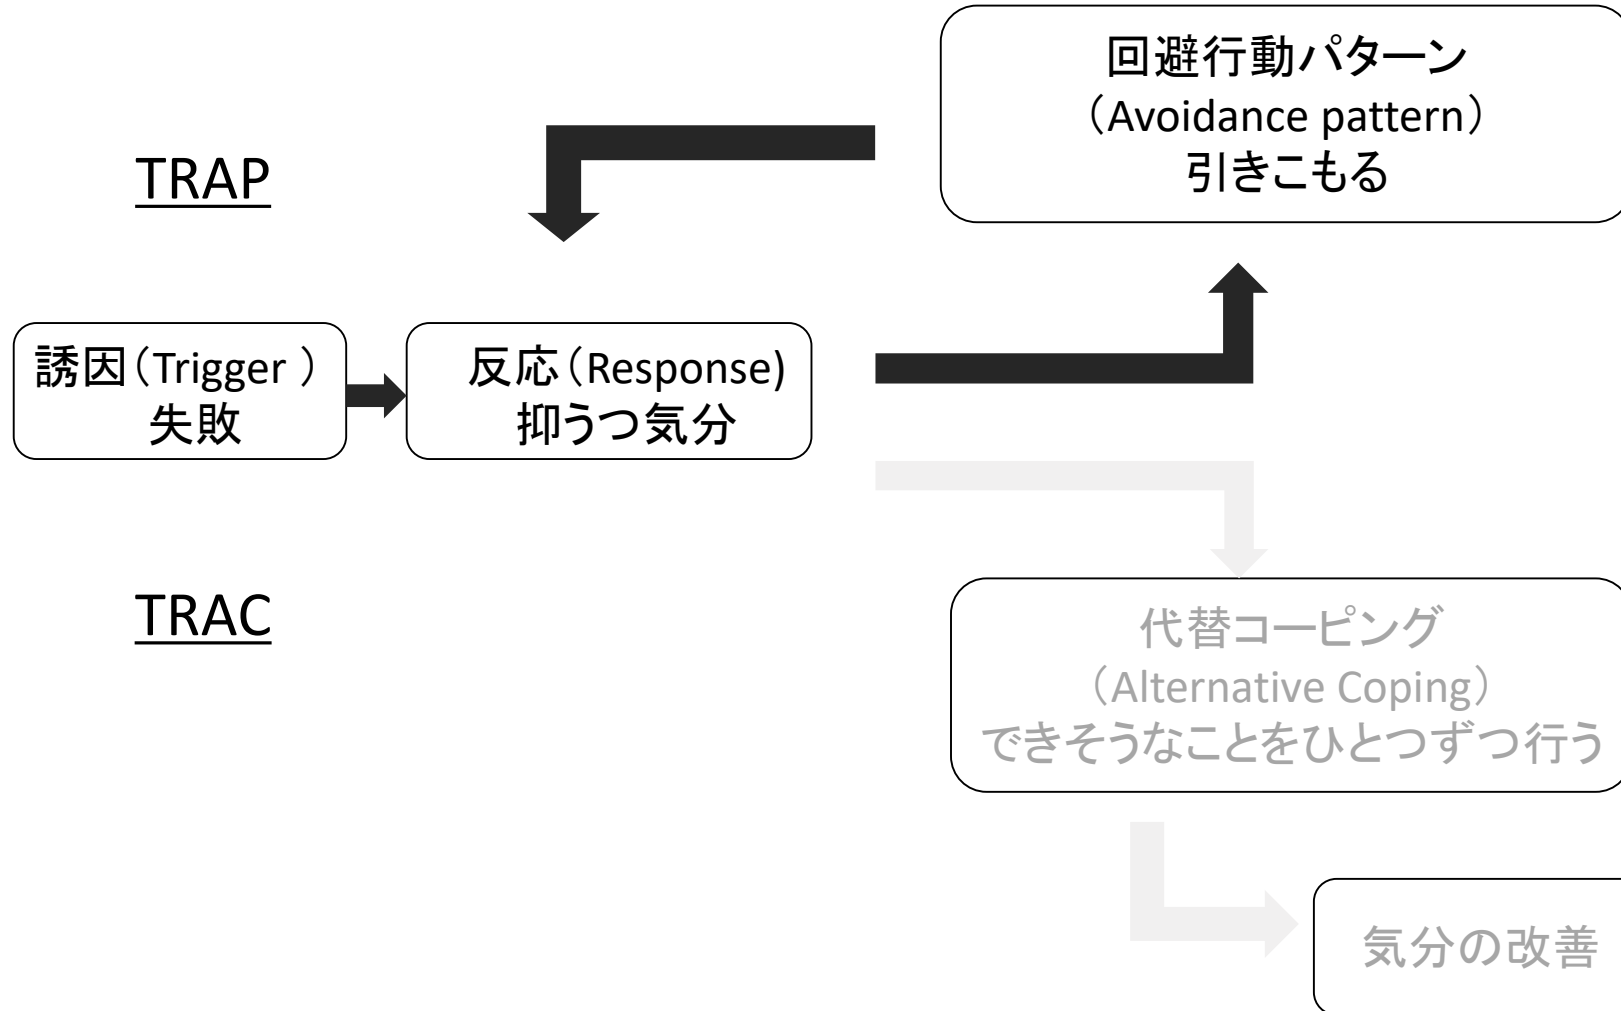 回避行動パターン
（Avoidance pattern）
引きこもる
TRAP
誘因（Trigger ）
失敗
反応（Response)
抑うつ気分
TRAC
代替コーピング
（Alternative Coping）
できそうなことをひとつずつ行う
気分の改善